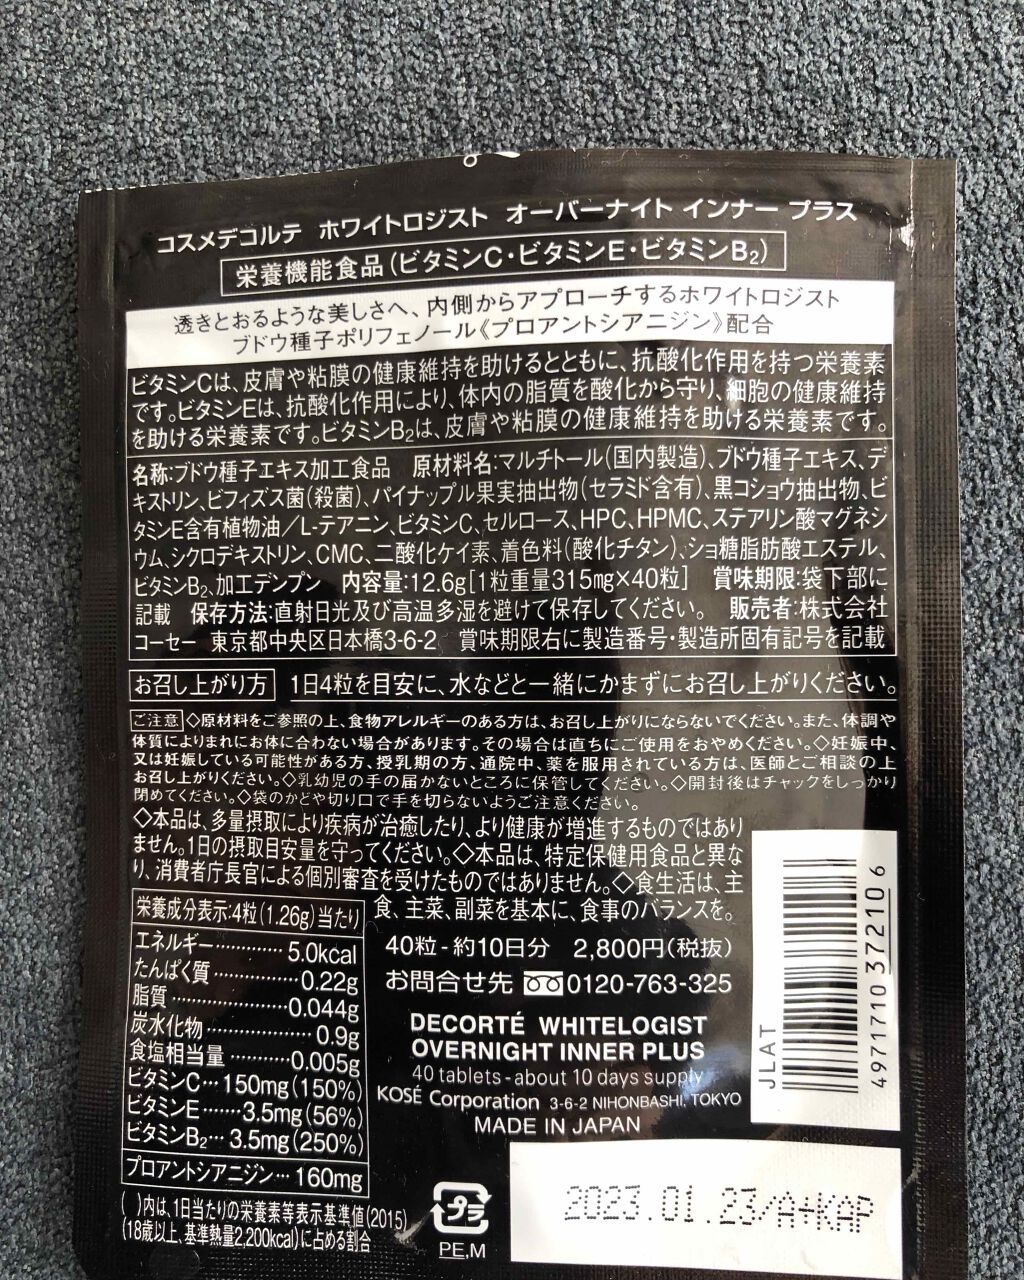 コスメデコルテ ホワイトロジスト オーバーナイト インナー プラス
栄養機能食品(ビタミンC・ビタミンE・ビタミンB₂)
透きとおるような美しさへ、内側からアプローチするホワイトロジスト
ブドウ種子ポリフェノール《プロアントシアニジン》配合
ビタミンCは、皮膚や粘膜の健康維持を助けるとともに、抗酸化作用を持つ栄養素
です。ビタミンEは、抗酸化作用により、体内の脂質を酸化から守り、細胞の健康維持
を助ける栄養素です。ビタミンB₂は、皮膚や粘膜の健康維持を助ける栄養素です。
名称:ブドウ種子エキス加工食品 原材料名:マルチトール(国内製造)、ブドウ種子エキス、デ
キストリン、ビフィズス菌(殺菌)、パイナップル果実抽出物(セラミド含有)、黒コショウ抽出物、ビ
タミンE含有植物油/L-テアニン、ビタミンC、セルロース、HPC、HPMC、ステアリン酸マグネシ
ウム、シクロデキストリン、CMC、二酸化ケイ素、着色料(酸化チタン)、ショ糖脂肪酸エステル、
ビタミンB₂、加工デンプン 内容量:12.6g[1粒重量315mg×40粒] 賞味期限:袋下部に
記載 保存方法:直射日光及び高温多湿を避けて保存してください。 販売者:株式会社
コーセー 東京都中央区日本橋3-6-2 賞味期限右に製造番号・製造所固有記号を記載
お召し上がり方 1日4粒を目安に、水などと一緒にかまずにお召し上がりください。
ご注意 ◇原材料をご参照の上、食物アレルギーのある方は、お召し上がりにならないでください。また、体調や
体質によりまれにお体に合わない場合があります。その場合は直ちにご使用をおやめください。◇妊娠中、
又は妊娠している可能性がある方、授乳期の方、通院中、薬を服用されている方は、医師とご相談の上
お召し上がりください。◇乳幼児の手の届かないところに保管してください。◇開封後はチャックをしっかり
閉めてください。◇袋のかどや切り口で手を切らないようご注意ください。
◇本品は、多量摂取により疾病が治癒したり、より健康が増進するものではあり
ません。1日の摂取目安量を守ってください。◇本品は、特定保健用食品と異な
り、消費者庁長官による個別審査を受けたものではありません。◇食生活は、主
食、主菜、副菜を基本に、食事のバランスを。
栄養成分表示:4粒(1.26g)当たり
エネルギー………… 5.0kcal
たんぱく質 …………0.22g
脂質 ………………0.044g
炭水化物 ……………0.9g
食塩相当量 ………0.005g
ビタミンC… 150mg(150%)
ビタミンE ……3.5mg(56%)
ビタミンB₂… 3.5mg(250%)
プロアントシアニジン… 160mg
( )内は、1日当たりの栄養素等表示基準値(2015)
(18歳以上、基準熱量2,200kcal)に占める割合
40粒-約10日分 2,800円(税抜)
お問合せ先 0120-763-325
DECORTÉ WHITELOGIST
OVERNIGHT INNER PLUS
40 tablets - about 10 days supply
KOSÉ Corporation 3-6-2 NIHONBASHI, TOKYO
MADE IN JAPAN
JLAT
4971710372106
プラ
PE,M
2023.01.23/A+KAP